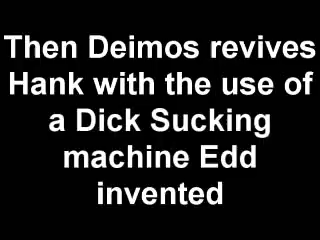 Then Deimos revives
Hank with the use of
a Dick Sucking
machine Edd
invented